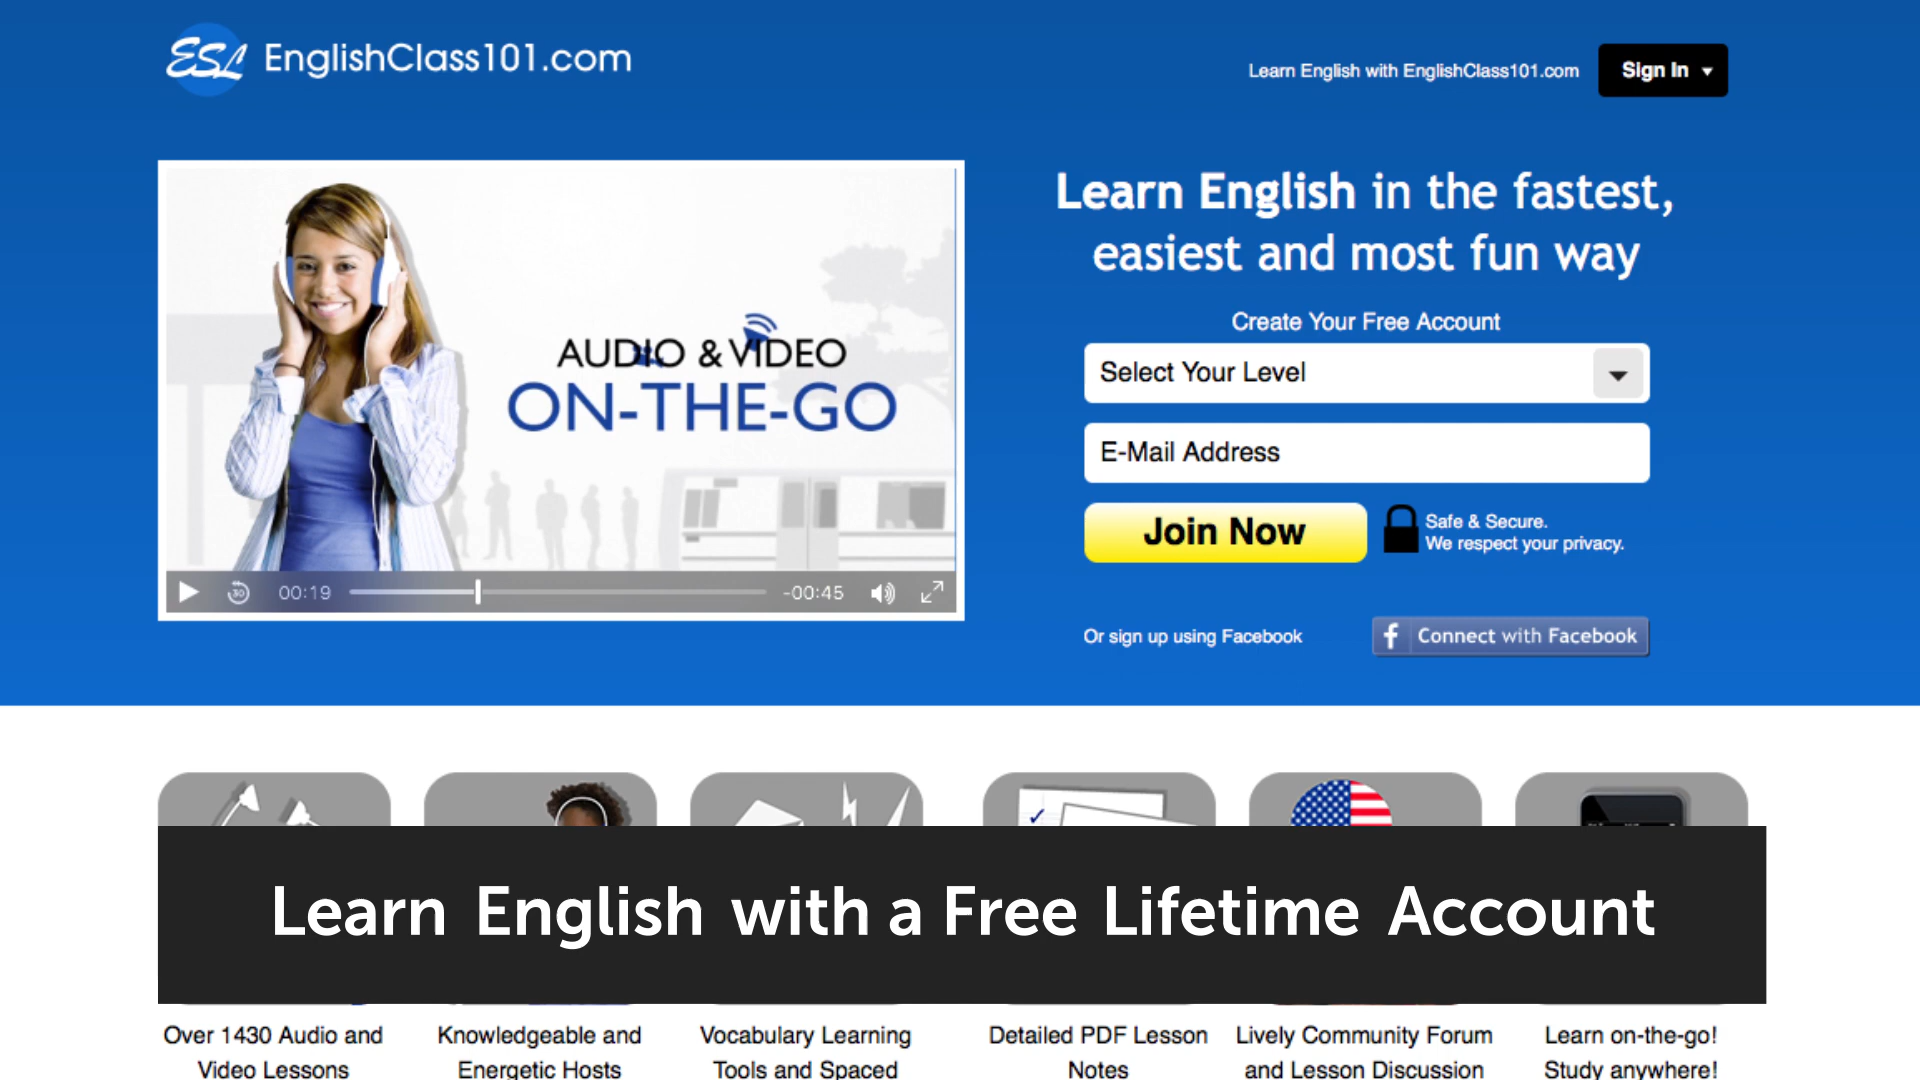 ESL EnglishClass101.com
Learn English with EnglishClass101.com
Sign In
AUDIO & VIDEO
ON-THE-GO
00:19
-00:45
Learn English in the fastest,
easiest and most fun way
Create Your Free Account
Select Your Level
E-Mail Address
Join Now
Safe & Secure.
We respect your privacy.
Or sign up using Facebook
f Connect with Facebook
Learn English with a Free Lifetime Account
Over 1430 Audio and
Video Lessons
Knowledgeable and
Energetic Hosts
Vocabulary Learning
Tools and Spaced
Detailed PDF Lesson
Notes
Lively Community Forum
and Lesson Discussion
Learn on-the-go!
Study anywhere!